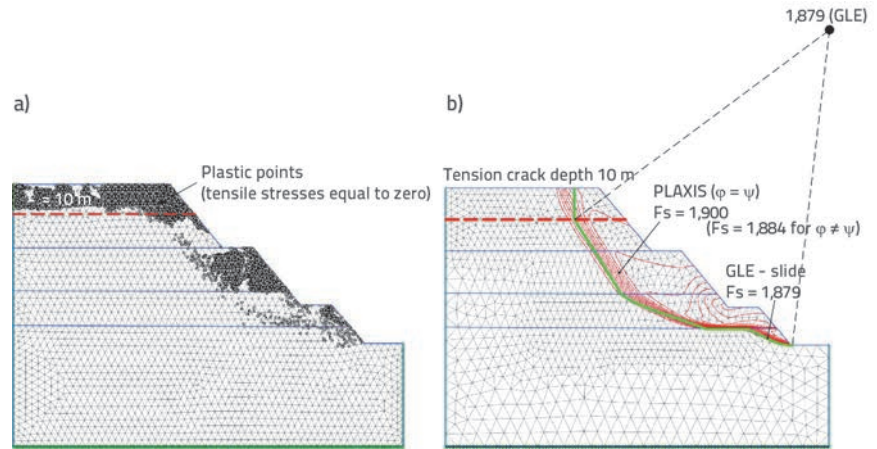 1,879 (GLE)
a)
b)
Plastic points
(tensile stresses equal to zero)
= 10 m
Tension crack depth 10 m
PLAXIS (φ = ψ)
Fs = 1,900
(Fs = 1,884 for φ ≠ ψ)
GLE - slide
Fs = 1,879